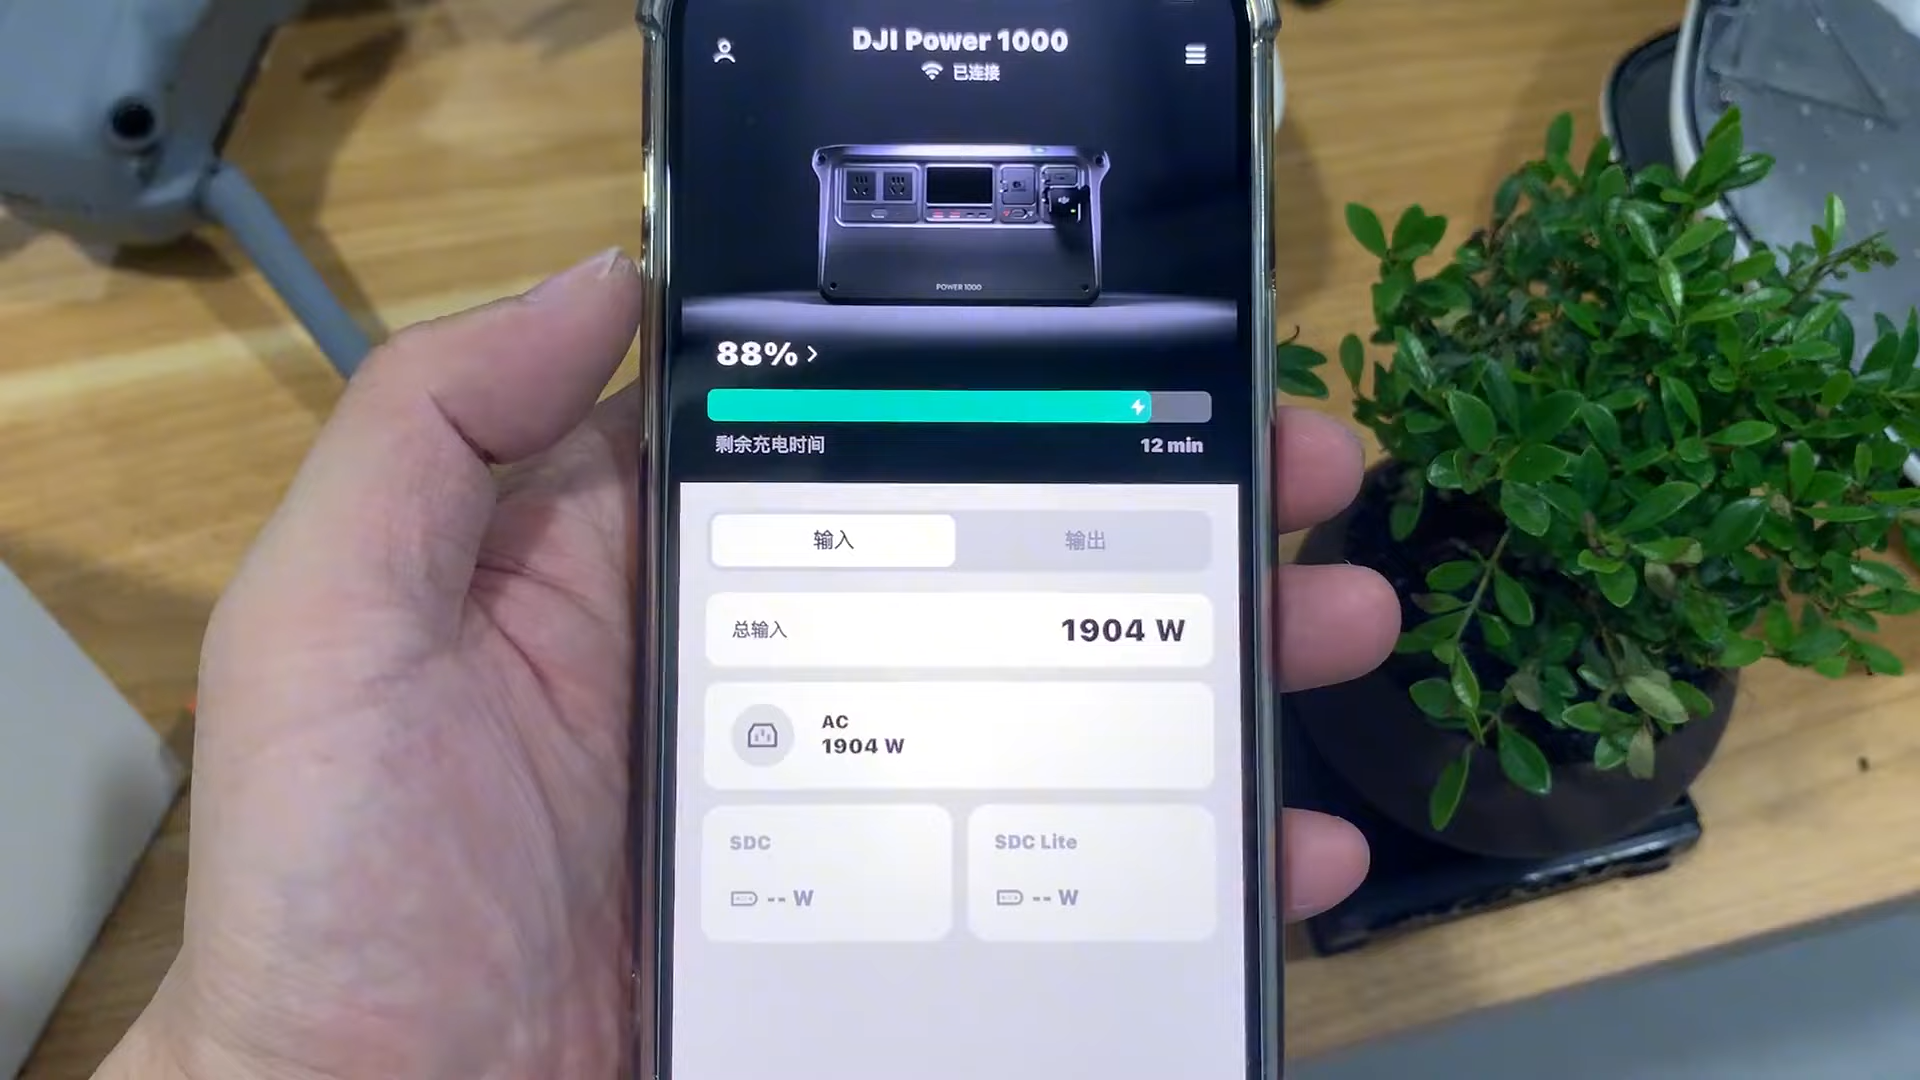 DJI Power 1000
已连接
POWER 1000
88%
剩余充电时间
12 min
输入
输出
总输入
1904 W
AC
1904 W
SDC
SDC Lite
-- W
-- W